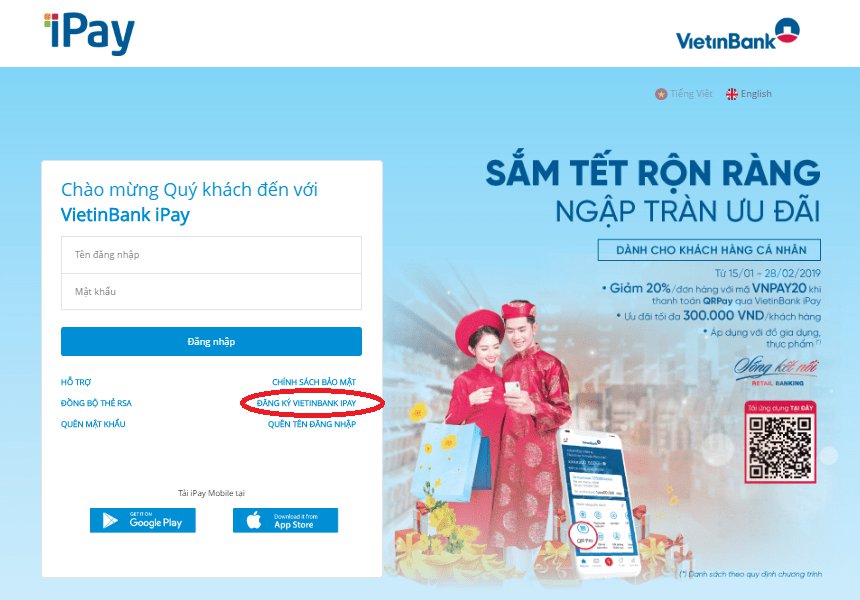 iPay
VietinBank
Tiếng Việt
English
Chào mừng Quý khách đến với
VietinBank iPay
Tên đăng nhập
Mật khẩu
Đăng nhập
HỖ TRỢ
CHÍNH SÁCH BẢO MẬT
ĐỒNG BỘ THẺ RSA
ĐĂNG KÝ VIETINBANK IPAY
QUÊN MẬT KHẨU
QUÊN TÊN ĐĂNG NHẬP
Tải iPay Mobile tại
GET IT ON
Google Play
Download it from
App Store
SẮM TẾT RỘN RÀNG
NGẬP TRÀN ƯU ĐÃI
DÀNH CHO KHÁCH HÀNG CÁ NHÂN
Từ 15/01 - 28/02/2019
• Giảm 20%/đơn hàng với mã VNPAY20 khi
thanh toán QRPay qua VietinBank iPay
• Ưu đãi tối đa 300.000 VND/khách hàng
• Áp dụng với đồ gia dụng,
thực phẩm (*)
Sống kết nối
RETAIL BANKING
Tải ứng dụng TẠI ĐÂY
VietinBank
QR Pay
(*) Danh sách theo quy định chương trình